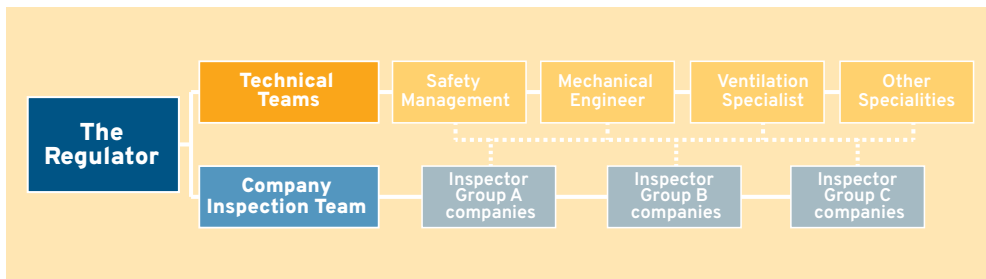 The
Regulator
Technical
Teams
Safety
Management
Mechanical
Engineer
Ventilation
Specialist
Other
Specialities
Company
Inspection Team
Inspector
Group A
companies
Inspector
Group B
companies
Inspector
Group C
companies